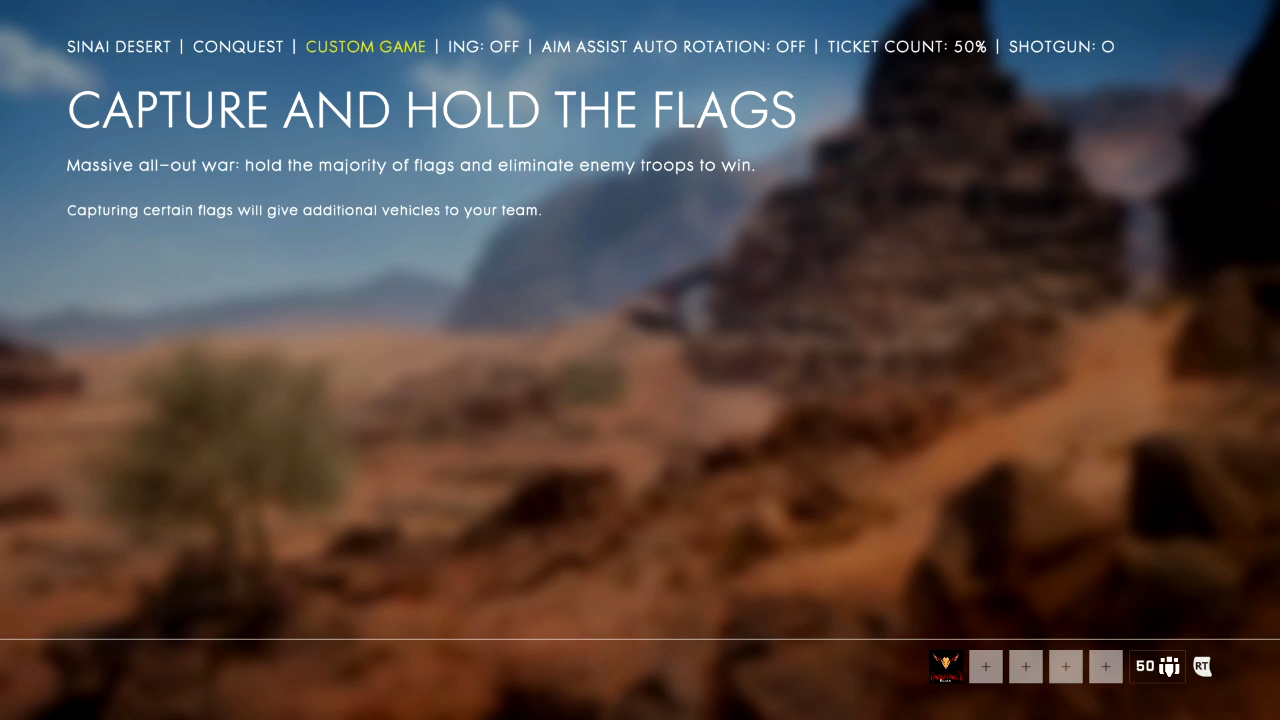 SINAI DESERT | CONQUEST | CUSTOM GAME | ING: OFF | AIM ASSIST AUTO ROTATION: OFF | TICKET COUNT: 50% | SHOTGUN: O
CAPTURE AND HOLD THE FLAGS
Massive all-out war: hold the majority of flags and eliminate enemy troops to win.
Capturing certain flags will give additional vehicles to your team.
+ + + + 50 RT